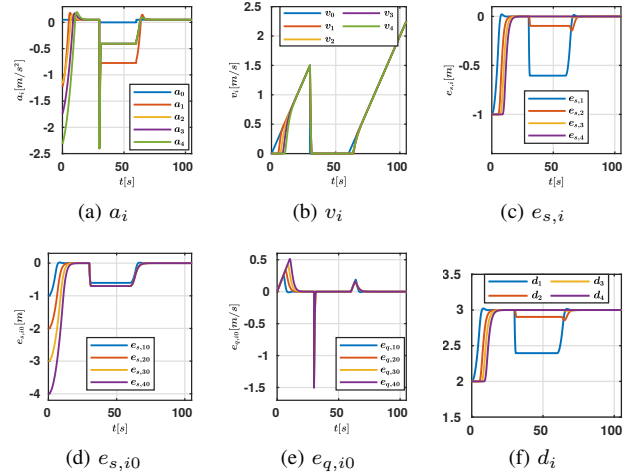 0
-0.5
-1
-1.5
-2
-2.5
a_i[m/s²]
a_0
a_1
a_2
a_3
a_4
0 50 100
t[s]
(a) a_i
2.5
2
1.5
1
0.5
0
v_i[m/s]
v_0 v_3
v_1 v_4
v_2
0 50 100
t[s]
(b) v_i
0
-0.5
-1
e_{s,i}[m]
e_{s,1}
e_{s,2}
e_{s,3}
e_{s,4}
0 50 100
t[s]
(c) e_{s,i}
0
-1
-2
-3
-4
e_{s,i0}[m]
e_{s,10}
e_{s,20}
e_{s,30}
e_{s,40}
0 50 100
t[s]
(d) e_{s,i0}
0.5
0
-0.5
-1
-1.5
e_{q,i0}[m/s]
e_{q,10}
e_{q,20}
e_{q,30}
e_{q,40}
0 50 100
t[s]
(e) e_{q,i0}
3.5
3
2.5
2
1.5
d_1 d_3
d_2 d_4
0 50 100
(f) d_i